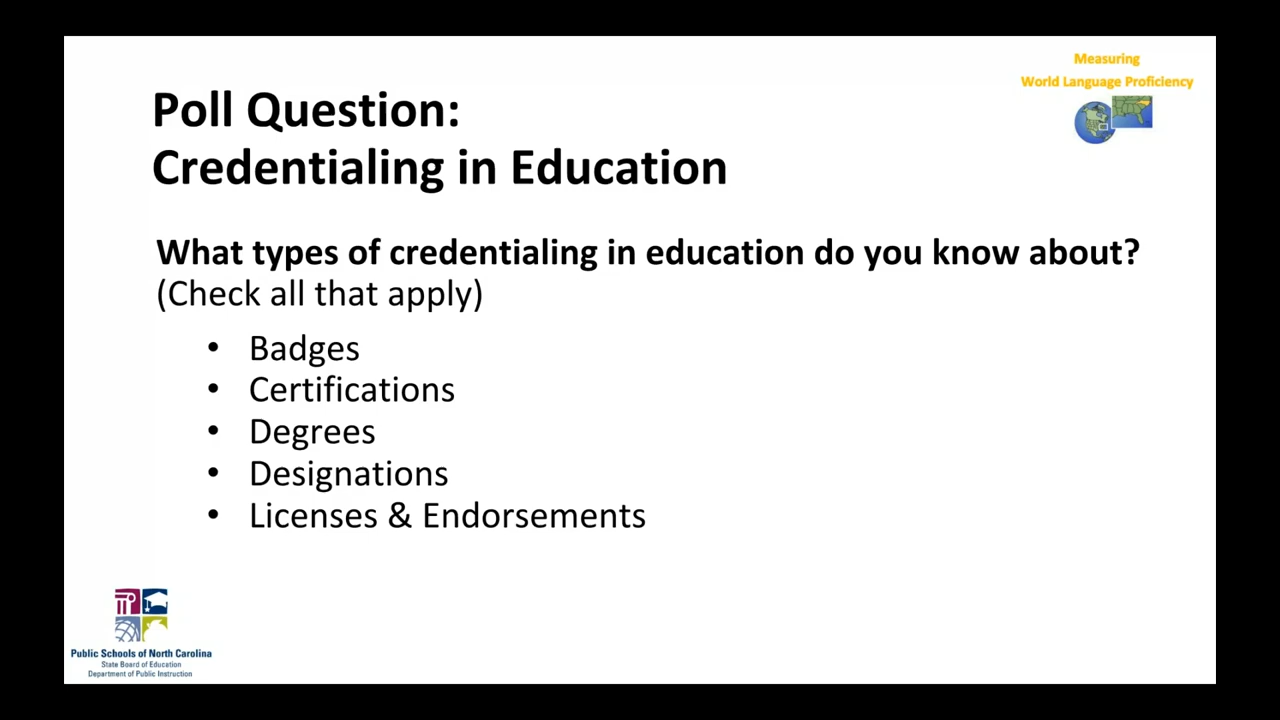 Measuring
World Language Proficiency
Poll Question:
Credentialing in Education
What types of credentialing in education do you know about?
(Check all that apply)
• Badges
• Certifications
• Degrees
• Designations
• Licenses & Endorsements
Public Schools of North Carolina
State Board of Education
Department of Public Instruction